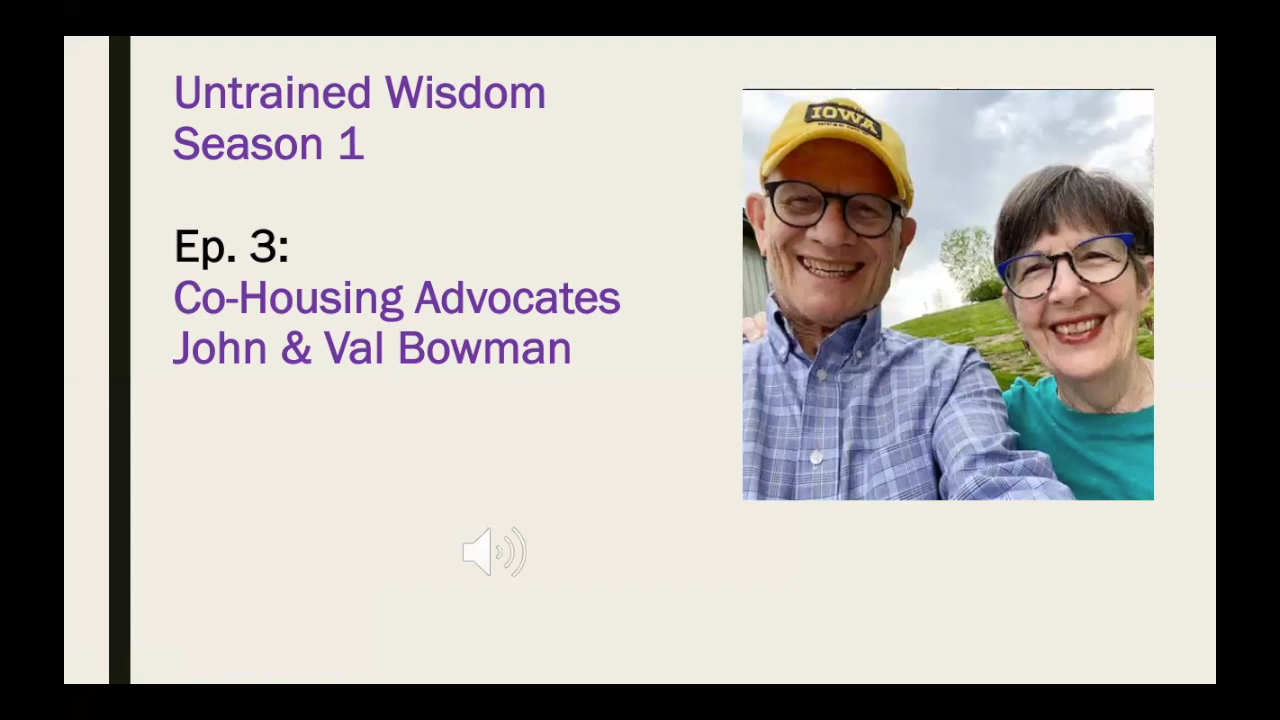 Untrained Wisdom
Season 1
Ep. 3:
Co-Housing Advocates
John & Val Bowman
IOWA